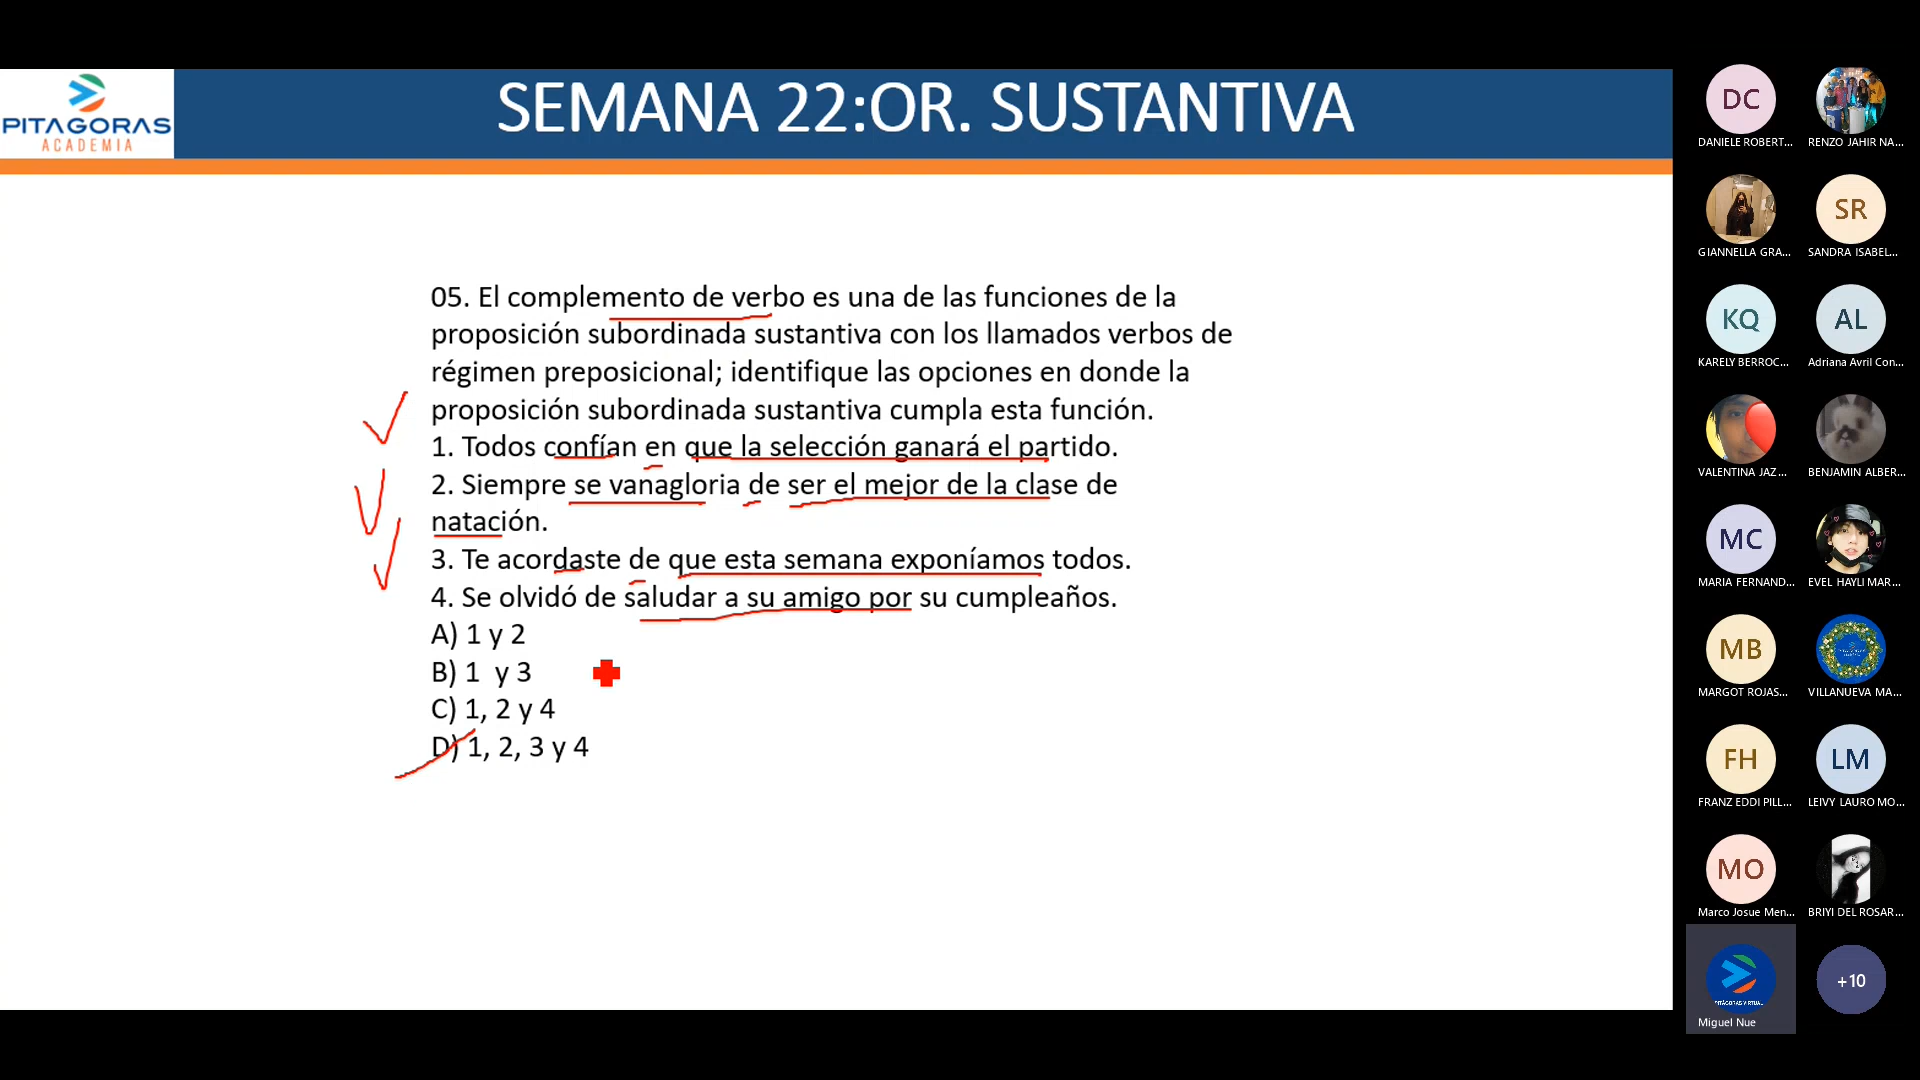 PITAGORAS
ACADEMIA
SEMANA 22:OR. SUSTANTIVA
05. El complemento de verbo es una de las funciones de la
proposición subordinada sustantiva con los llamados verbos de
régimen preposicional; identifique las opciones en donde la
proposición subordinada sustantiva cumpla esta función.
1. Todos confían en que la selección ganará el partido.
2. Siempre se vanagloria de ser el mejor de la clase de
natación.
3. Te acordaste de que esta semana exponíamos todos.
4. Se olvidó de saludar a su amigo por su cumpleaños.
A) 1 y 2
B) 1  y 3
C) 1, 2 y 4
D) 1, 2, 3 y 4
DC
DANIELE ROBERT...
RENZO JAHIR NA...
GIANNELLA GRA...
SR
SANDRA ISABEL...
KQ
KARELY BERROC...
AL
Adriana Avril Con...
VALENTINA JAZ...
BENJAMIN ALBER...
MC
MARIA FERNAND...
EVEL HAYLI MAR...
MB
MARGOT ROJAS...
VILLANUEVA MA...
FH
FRANZ EDDI PILL...
LM
LEIVY LAURO MO...
MO
Marco Josue Men...
BRIYI DEL ROSAR...
Miguel Nue
+10